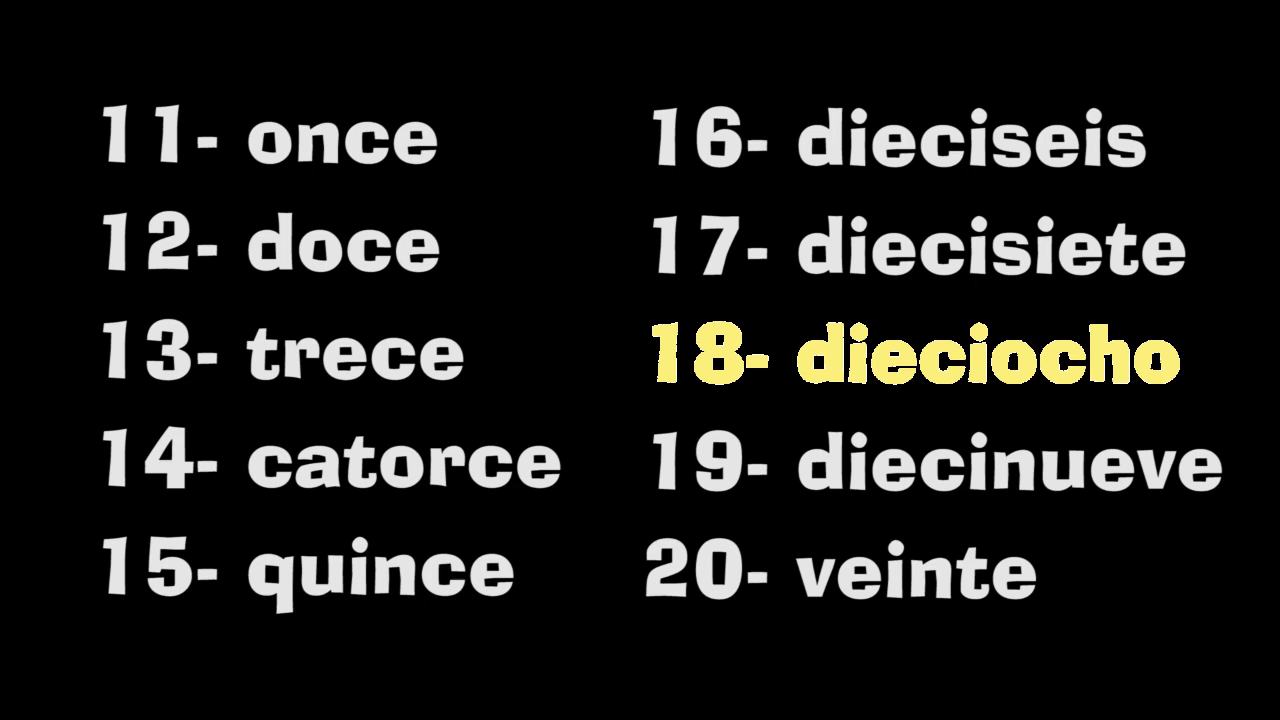 11- once
12- doce
13- trece
14- catorce
15- quince
16- dieciseis
17- diecisiete
18- dieciocho
19- diecinueve
20- veinte